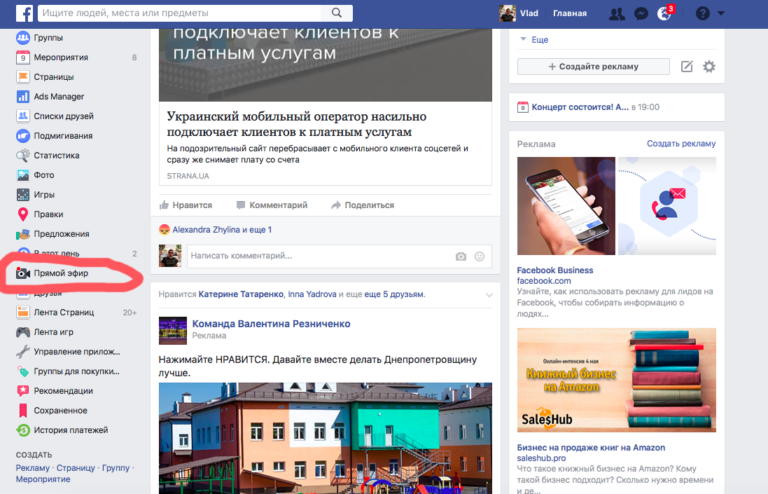 Ищите людей, места или предметы
Vlad
Главная
3
Группы
Мероприятия 8
Страницы
Ads Manager
Списки друзей
Подмигивания
Статистика
Фото
Игры
Правки
Предложения
В этот день 2
Прямой эфир
Друзья
Лента Страниц 20+
Лента игр
Управление прилож...
Группы для покупки...
Рекомендации
Сохраненное
История платежей
СОЗДАТЬ
Рекламу · Страницу · Группу ·
Мероприятие
подключает клиентов к
платным услугам
Украинский мобильный оператор насильно
подключает клиентов к платным услугам
На подозрительный сайт перебрасывает с мобильного клиента соцсетей и
сразу же снимает плату со счета
STRANA.UA
Нравится Комментарий Поделиться
Alexandra Zhylina и еще 1
Написать комментарий...
Нравится Катерине Татаренко, Inna Yadrova и еще еще 5 друзьям.
Команда Валентина Резниченко
Реклама
Нажимайте НРАВИТСЯ. Давайте вместе делать Днепропетровщину
лучше.
Еще
+ Создайте рекламу
9
Концерт состоится! A... в 19:00
Реклама Создать рекламу
Facebook Business
facebook.com
Узнайте, как использовать рекламу для лидов на
Facebook, чтобы собирать информацию о
людях...
Онлайн-интенсив 4 мая
Книжный бизнес
на Amazon
SalesHub
Бизнес на продаже книг на Amazon
saleshub.pro
Что такое книжный бизнес на Amazon? Кому
такой бизнес подходит? Сколько нужно времени
и де...